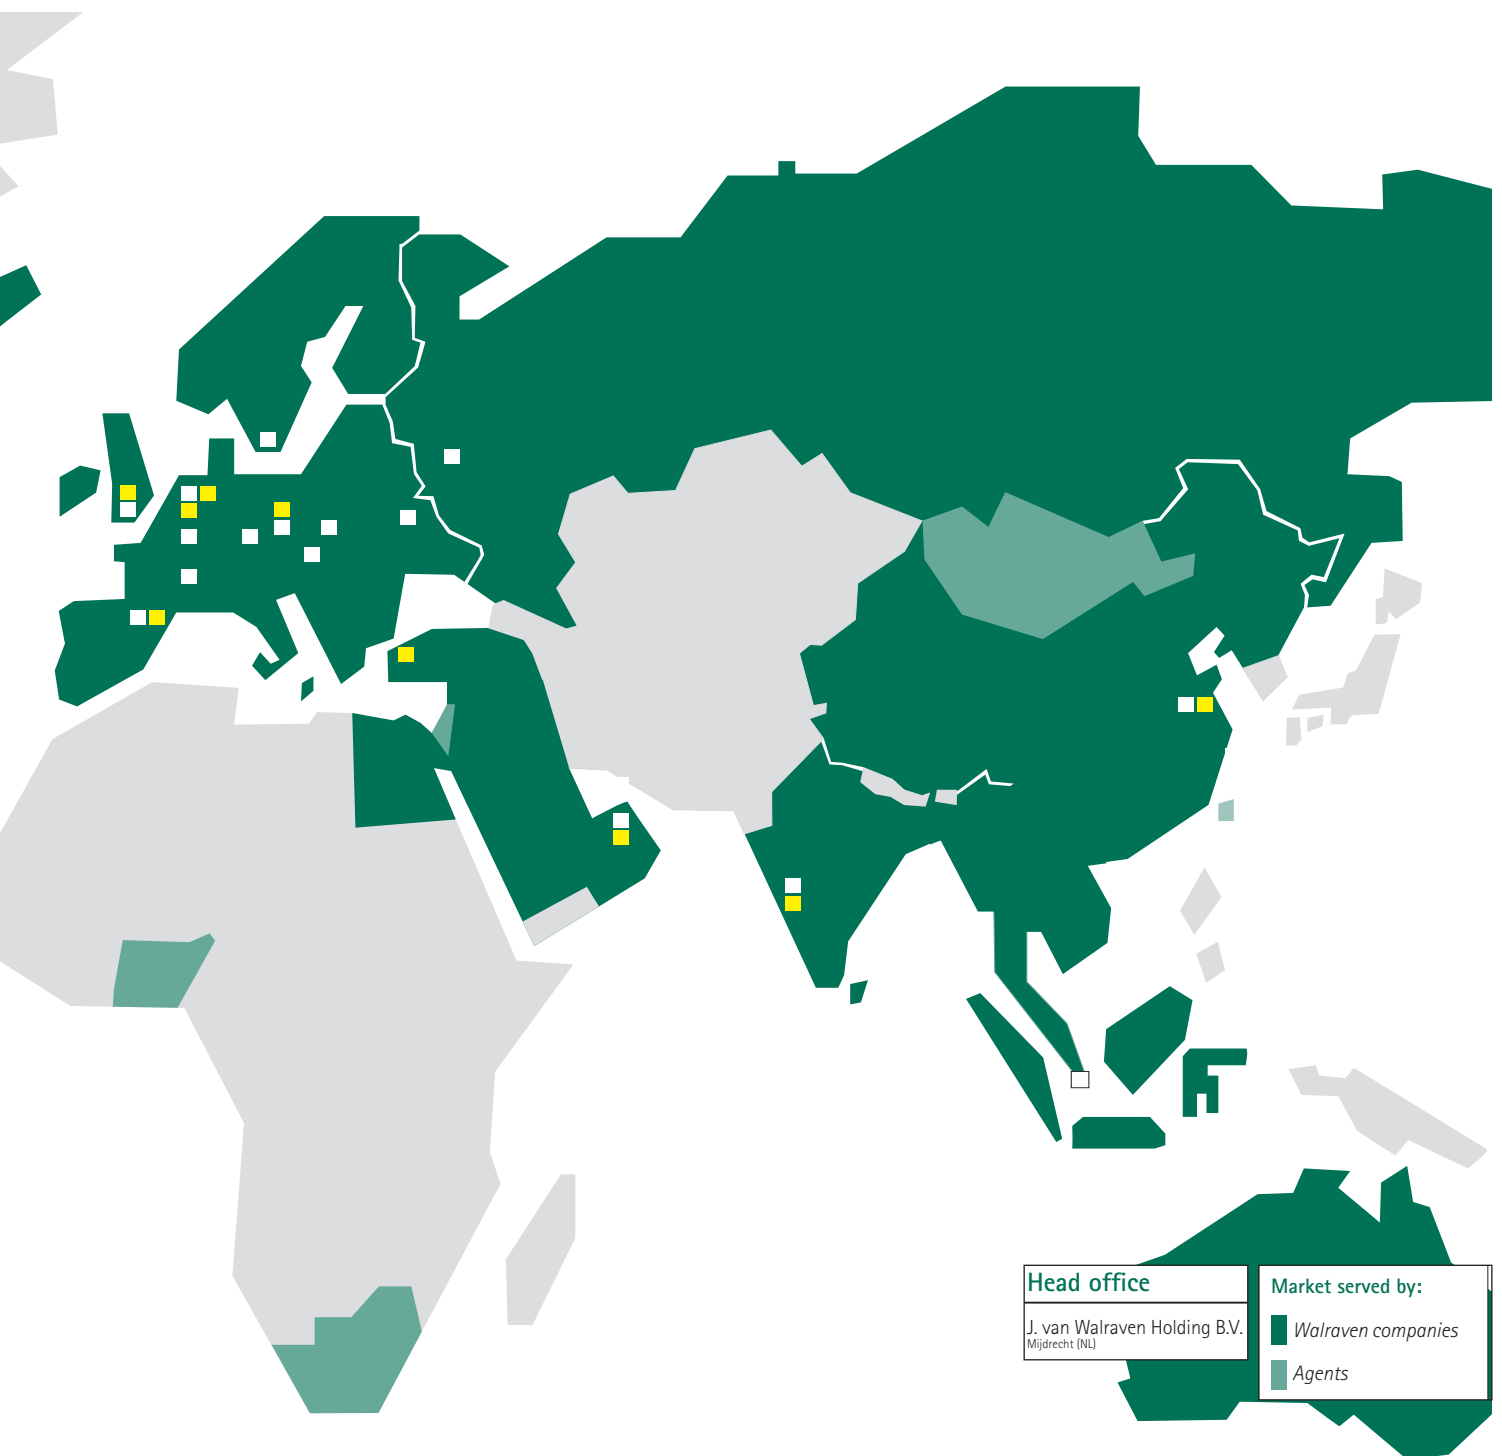 Head office
J. van Walraven Holding B.V.
Mijdrecht (NL)
Market served by:
Walraven companies
Agents